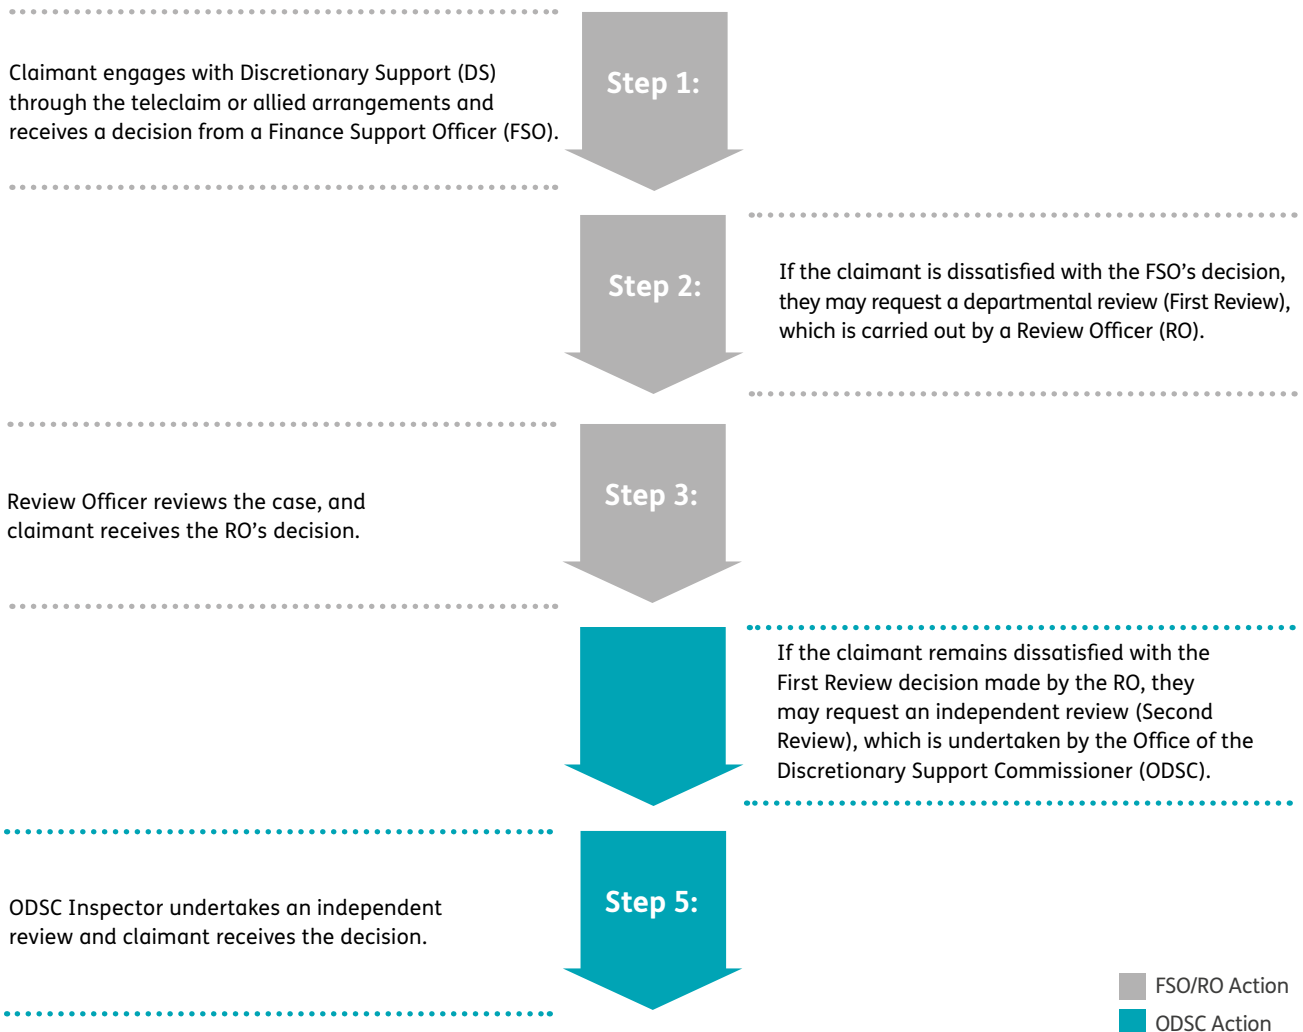 Claimant engages with Discretionary Support (DS)
through the teleclaim or allied arrangements and
receives a decision from a Finance Support Officer (FSO).
Step 1:
Step 2:
If the claimant is dissatisfied with the FSO’s decision,
they may request a departmental review (First Review),
which is carried out by a Review Officer (RO).
Review Officer reviews the case, and
claimant receives the RO’s decision.
Step 3:
If the claimant remains dissatisfied with the
First Review decision made by the RO, they
may request an independent review (Second
Review), which is undertaken by the Office of the
Discretionary Support Commissioner (ODSC).
ODSC Inspector undertakes an independent
review and claimant receives the decision.
Step 5:
FSO/RO Action
ODSC Action